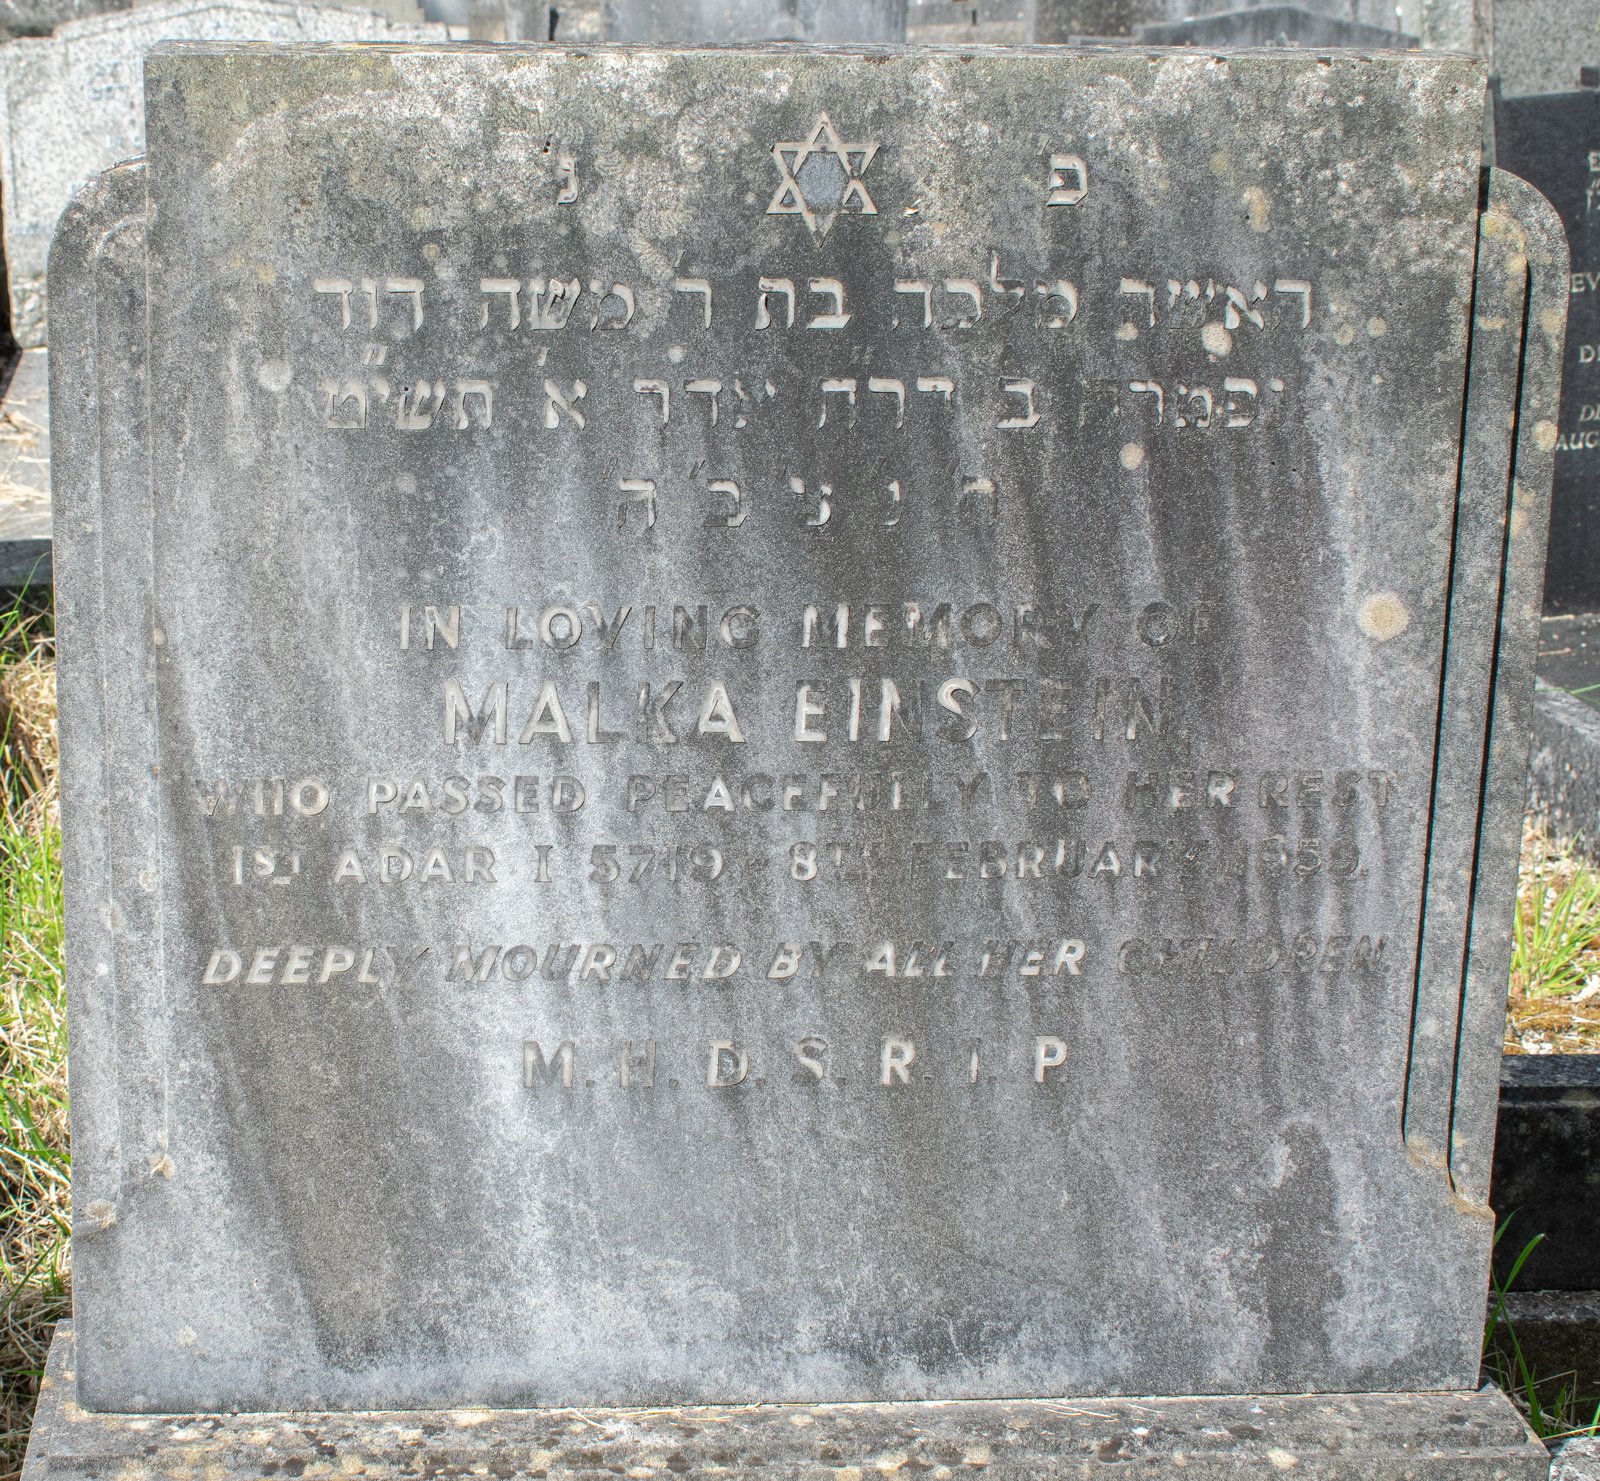 פ׳ נ׳
האשה מלכה בת ר׳ משה דוד
נפטרה ב׳ דר״ח אדר א׳ תשי״ט
ת׳ נ׳ צ׳ ב׳ ה׳
IN LOVING MEMORY OF
MALKA EINSTEIN,
WHO PASSED PEACEFULLY TO HER REST
1ST ADAR I 5719 - 8TH FEBRUARY 1959.
DEEPLY MOURNED BY ALL HER CHILDREN.
M.H.D.S.R.I.P.